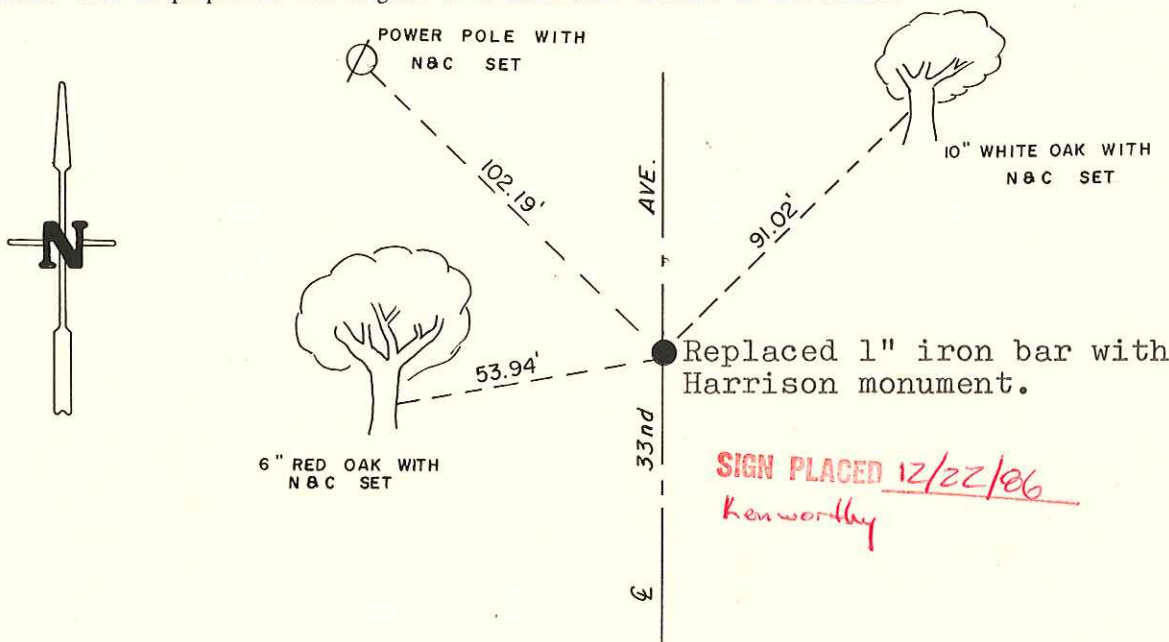 POWER POLE WITH
N&C SET
10" WHITE OAK WITH
N&C SET
102.19'
AVE.
91.02'
N
Replaced 1" iron bar with
Harrison monument.
53.94'
33nd
6" RED OAK WITH
N&C SET
SIGN PLACED 12/22/86
Kenworthy
℄